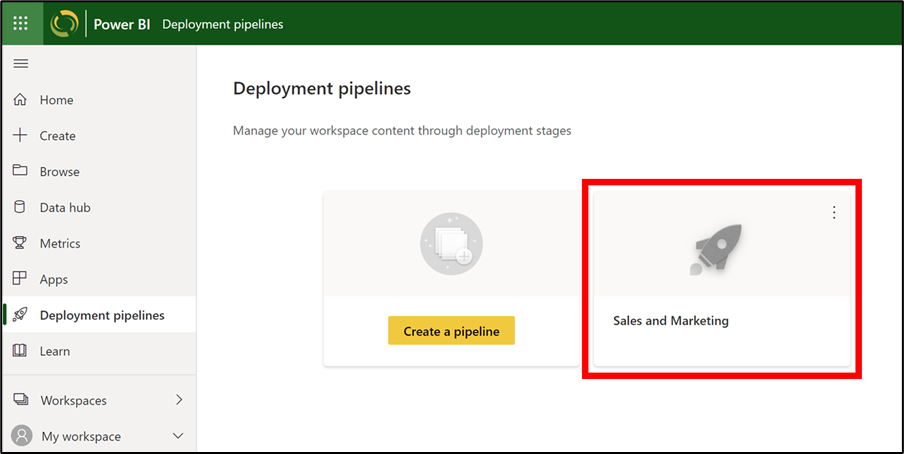 Power BI Deployment pipelines
Home
Create
Browse
Data hub
Metrics
Apps
Deployment pipelines
Learn
Workspaces
My workspace
Deployment pipelines
Manage your workspace content through deployment stages
Create a pipeline
Sales and Marketing